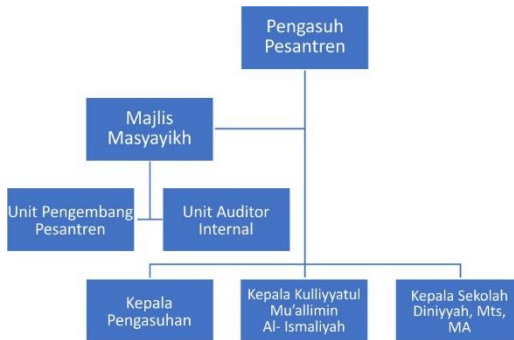 Pengasuh
Pesantren
Majlis
Masyayikh
Unit Pengembang
Pesantren
Unit Auditor
Internal
Kepala
Pengasuhan
Kepala Kulliyyatul
Mu'allimin
Al- Ismaliyah
Kepala Sekolah
Diniyyah, Mts,
MA